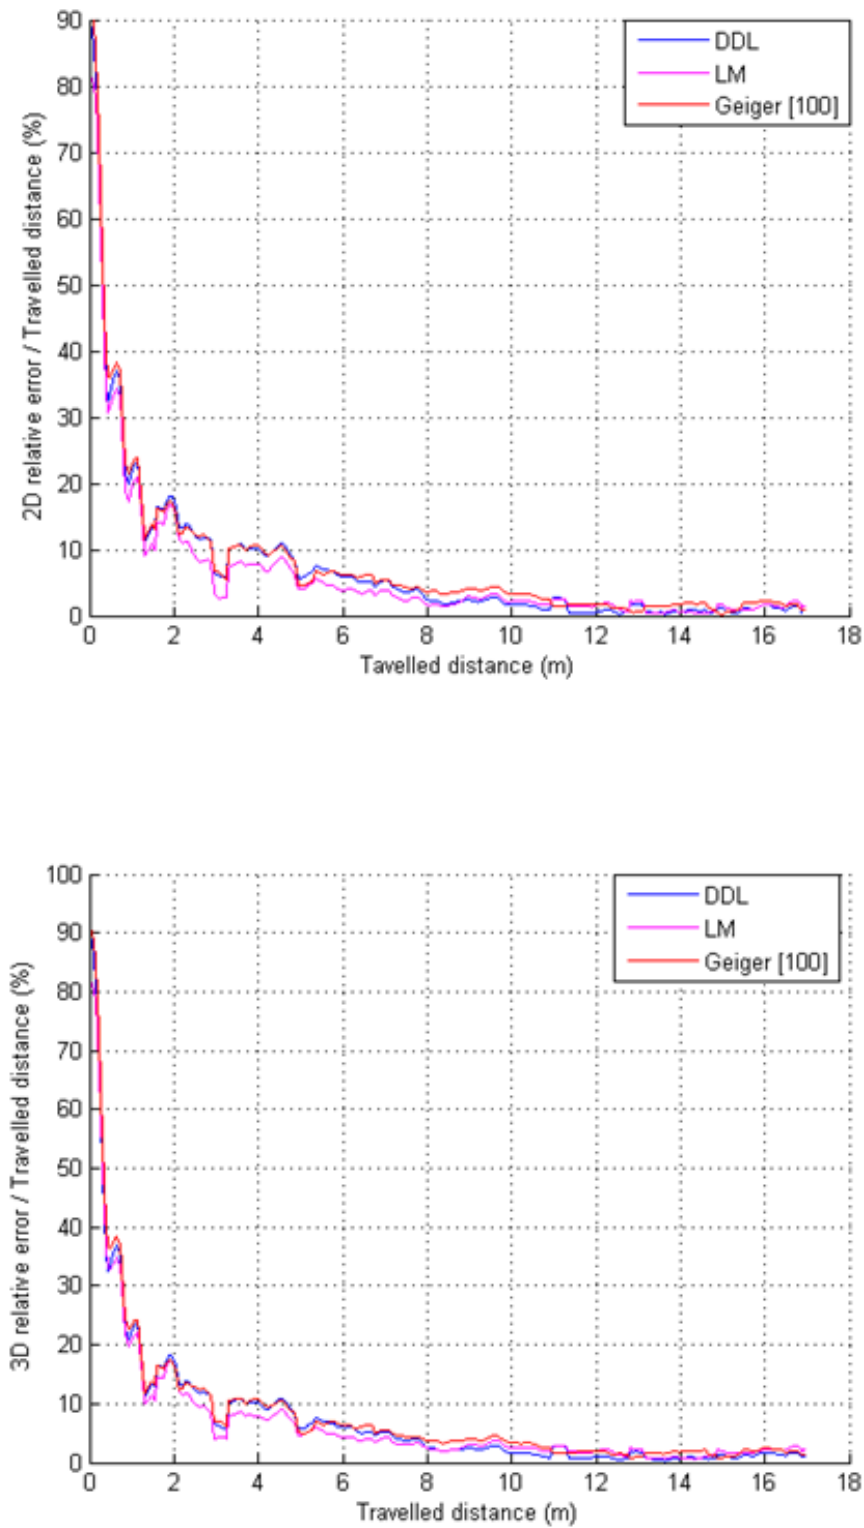 90
80
70
60
50
40
30
20
10
0
2D relative error / Travelled distance (%)
DDL
LM
Geiger [100]
0 2 4 6 8 10 12 14 16 18
Tavelled distance (m)
100
90
80
70
60
50
40
30
20
10
0
3D relative error / Travelled distance (%)
DDL
LM
Geiger [100]
0 2 4 6 8 10 12 14 16 18
Travelled distance (m)